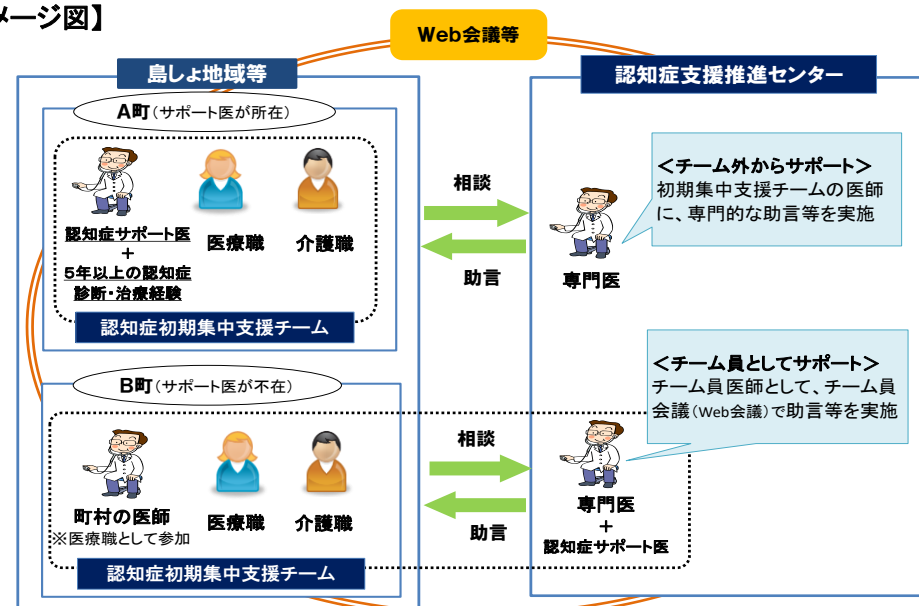 メージ図】
Web会議等
島しょ地域等
A町(サポート医が所在)
認知症サポート医
+
5年以上の認知症
診断・治療経験
医療職
介護職
認知症初期集中支援チーム
相談
助言
認知症支援推進センター
専門医
<チーム外からサポート>
初期集中支援チームの医師
に、専門的な助言等を実施
B町(サポート医が不在)
町村の医師
※医療職として参加
医療職
介護職
認知症初期集中支援チーム
相談
助言
専門医
+
認知症サポート医
<チーム員としてサポート>
チーム員医師として、チーム員
会議(Web会議)で助言等を実施